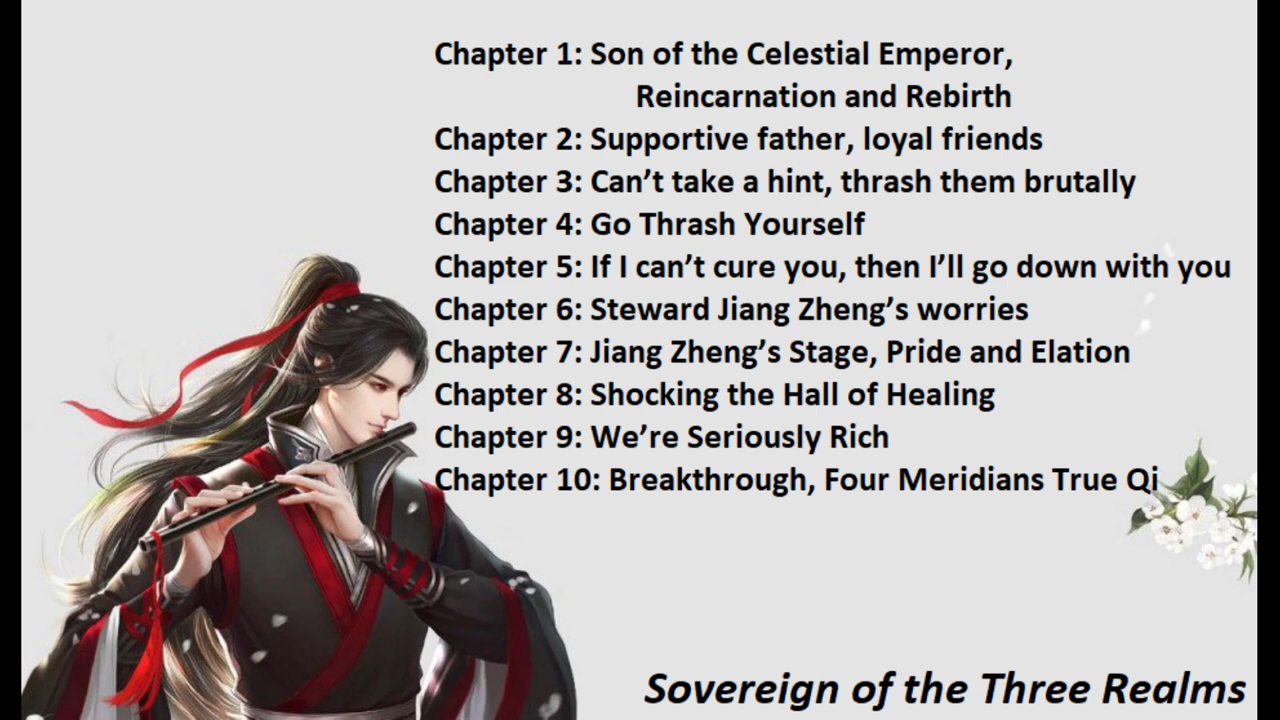 Chapter 1: Son of the Celestial Emperor,
Reincarnation and Rebirth
Chapter 2: Supportive father, loyal friends
Chapter 3: Can’t take a hint, thrash them brutally
Chapter 4: Go Thrash Yourself
Chapter 5: If I can’t cure you, then I’ll go down with you
Chapter 6: Steward Jiang Zheng’s worries
Chapter 7: Jiang Zheng’s Stage, Pride and Elation
Chapter 8: Shocking the Hall of Healing
Chapter 9: We’re Seriously Rich
Chapter 10: Breakthrough, Four Meridians True Qi
Sovereign of the Three Realms